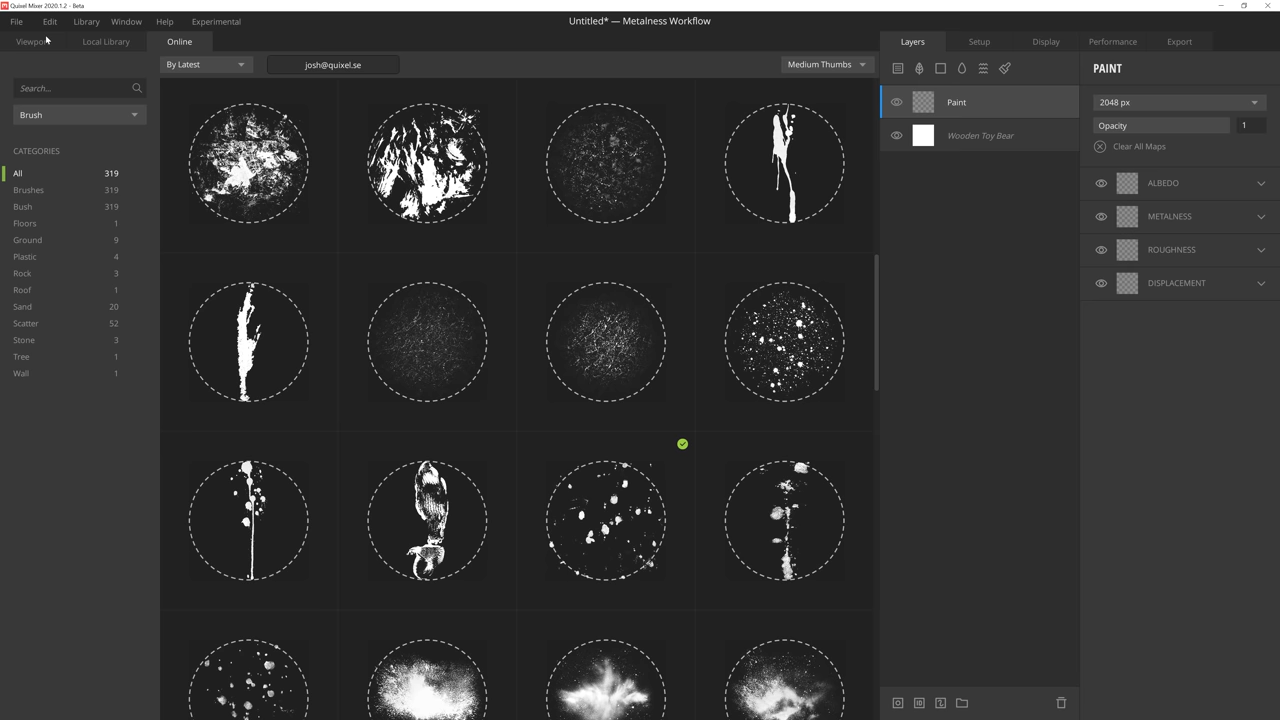 Quixel Mixer 2020.1.2 - Beta
File Edit Library Window Help Experimental
Untitled* — Metalness Workflow
Viewport Local Library Online
Layers Setup Display Performance Export
By Latest
josh@quixel.se
Medium Thumbs
PAINT
Search...
Brush
Paint
2048 px
Opacity 1
Wooden Toy Bear
Clear All Maps
CATEGORIES
All 319
Brushes 319
Bush 319
Floors 1
Ground 9
Plastic 4
Rock 3
Roof 1
Sand 20
Scatter 52
Stone 3
Tree 1
Wall 1
ALBEDO
METALNESS
ROUGHNESS
DISPLACEMENT